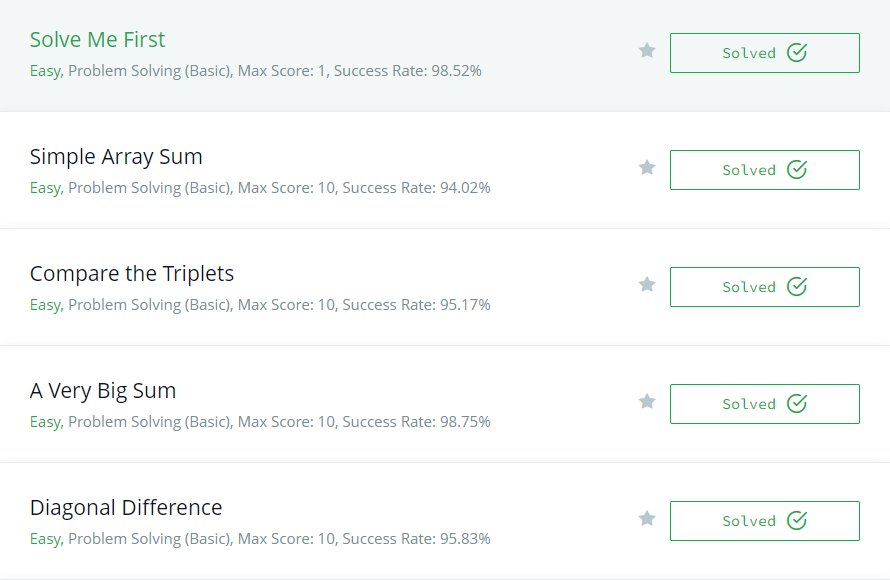 Solve Me First
Easy, Problem Solving (Basic), Max Score: 1, Success Rate: 98.52%
Solved
Simple Array Sum
Easy, Problem Solving (Basic), Max Score: 10, Success Rate: 94.02%
Solved
Compare the Triplets
Easy, Problem Solving (Basic), Max Score: 10, Success Rate: 95.17%
Solved
A Very Big Sum
Easy, Problem Solving (Basic), Max Score: 10, Success Rate: 98.75%
Solved
Diagonal Difference
Easy, Problem Solving (Basic), Max Score: 10, Success Rate: 95.83%
Solved